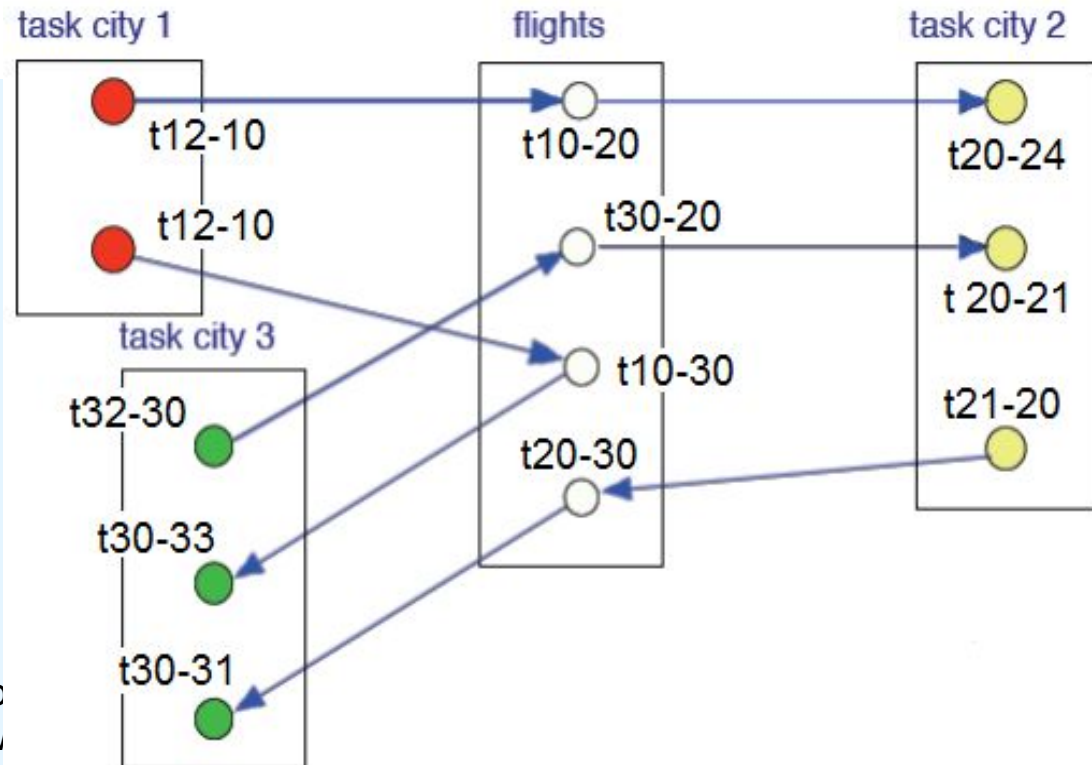 task city 1
flights
task city 2
t12-10
t10-20
t20-24
t12-10
t30-20
t 20-21
task city 3
t10-30
t32-30
t21-20
t20-30
t30-33
t30-31